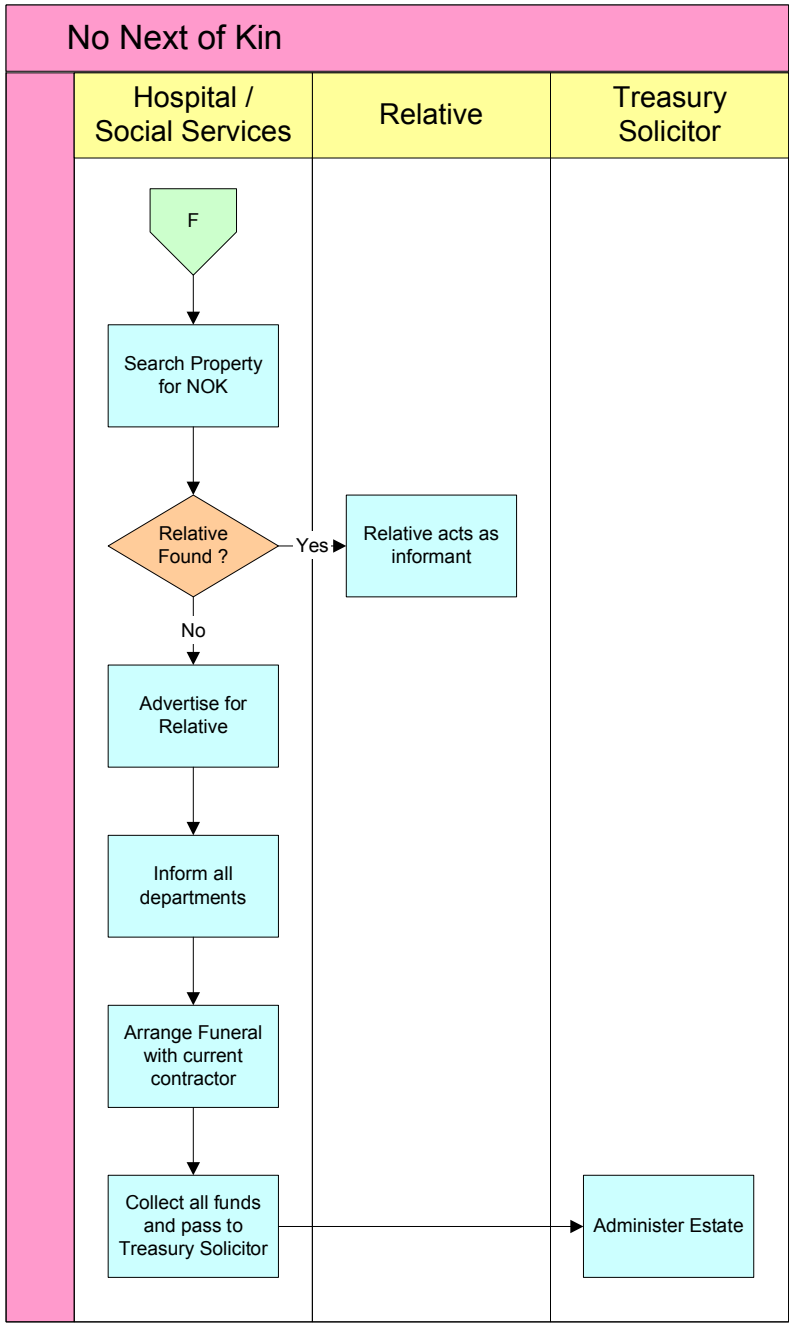 No Next of Kin
Hospital /
Social Services
Relative
Treasury
Solicitor
F
Search Property
for NOK
Relative
Found ?
Yes
Relative acts as
informant
No
Advertise for
Relative
Inform all
departments
Arrange Funeral
with current
contractor
Collect all funds
and pass to
Treasury Solicitor
Administer Estate